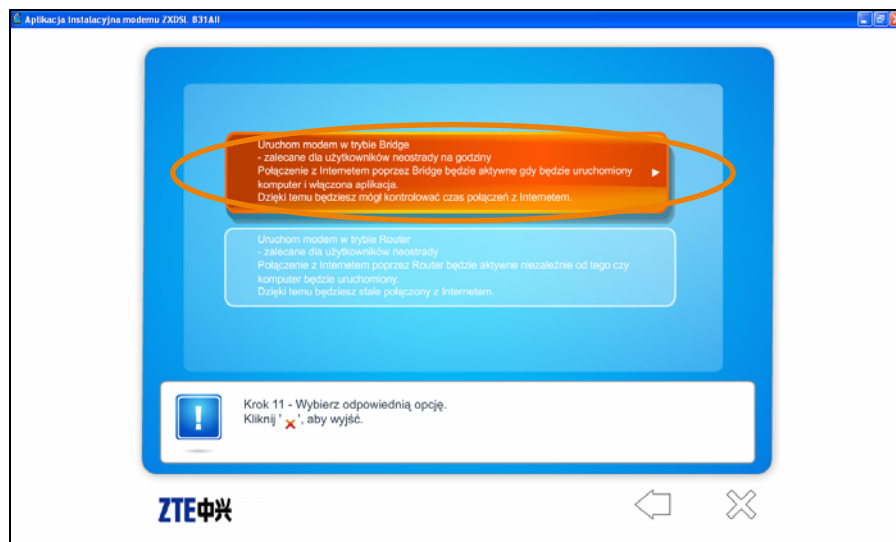 Aplikacja instalacyjna modemu ZXDSL 831AII
Uruchom modem w trybie Bridge
- zalecane dla użytkowników neostrady na godziny
Połączenie z Internetem poprzez Bridge będzie aktywne gdy będzie uruchomiony
komputer i włączona aplikacja.
Dzięki temu będziesz mógł kontrolować czas połączeń z Internetem.
Uruchom modem w trybie Router
- zalecane dla użytkowników neostrady
Połączenie z Internetem poprzez Router będzie aktywne niezależnie od tego czy
komputer będzie uruchomiony.
Dzięki temu będziesz stale połączony z Internetem.
Krok 11 - Wybierz odpowiednią opcję.
Kliknij ' ', aby wyjść.
ZTE中兴